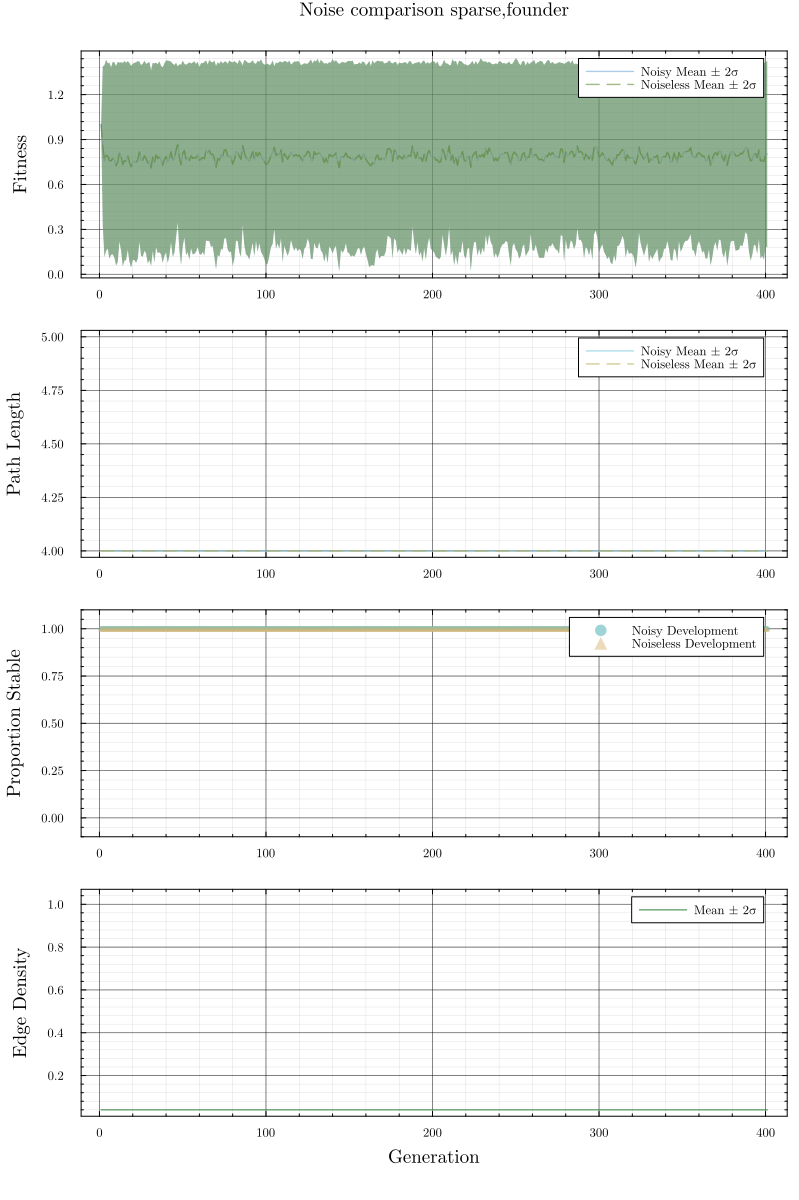 Noise comparison sparse,founder
Fitness
1.2
0.9
0.6
0.3
0.0
Noisy Mean ± 2σ
Noiseless Mean ± 2σ
0 100 200 300 400
Path Length
5.00
4.75
4.50
4.25
4.00
Noisy Mean ± 2σ
Noiseless Mean ± 2σ
0 100 200 300 400
Proportion Stable
1.00
0.75
0.50
0.25
0.00
Noisy Development
Noiseless Development
0 100 200 300 400
Edge Density
1.0
0.8
0.6
0.4
0.2
Mean ± 2σ
0 100 200 300 400
Generation